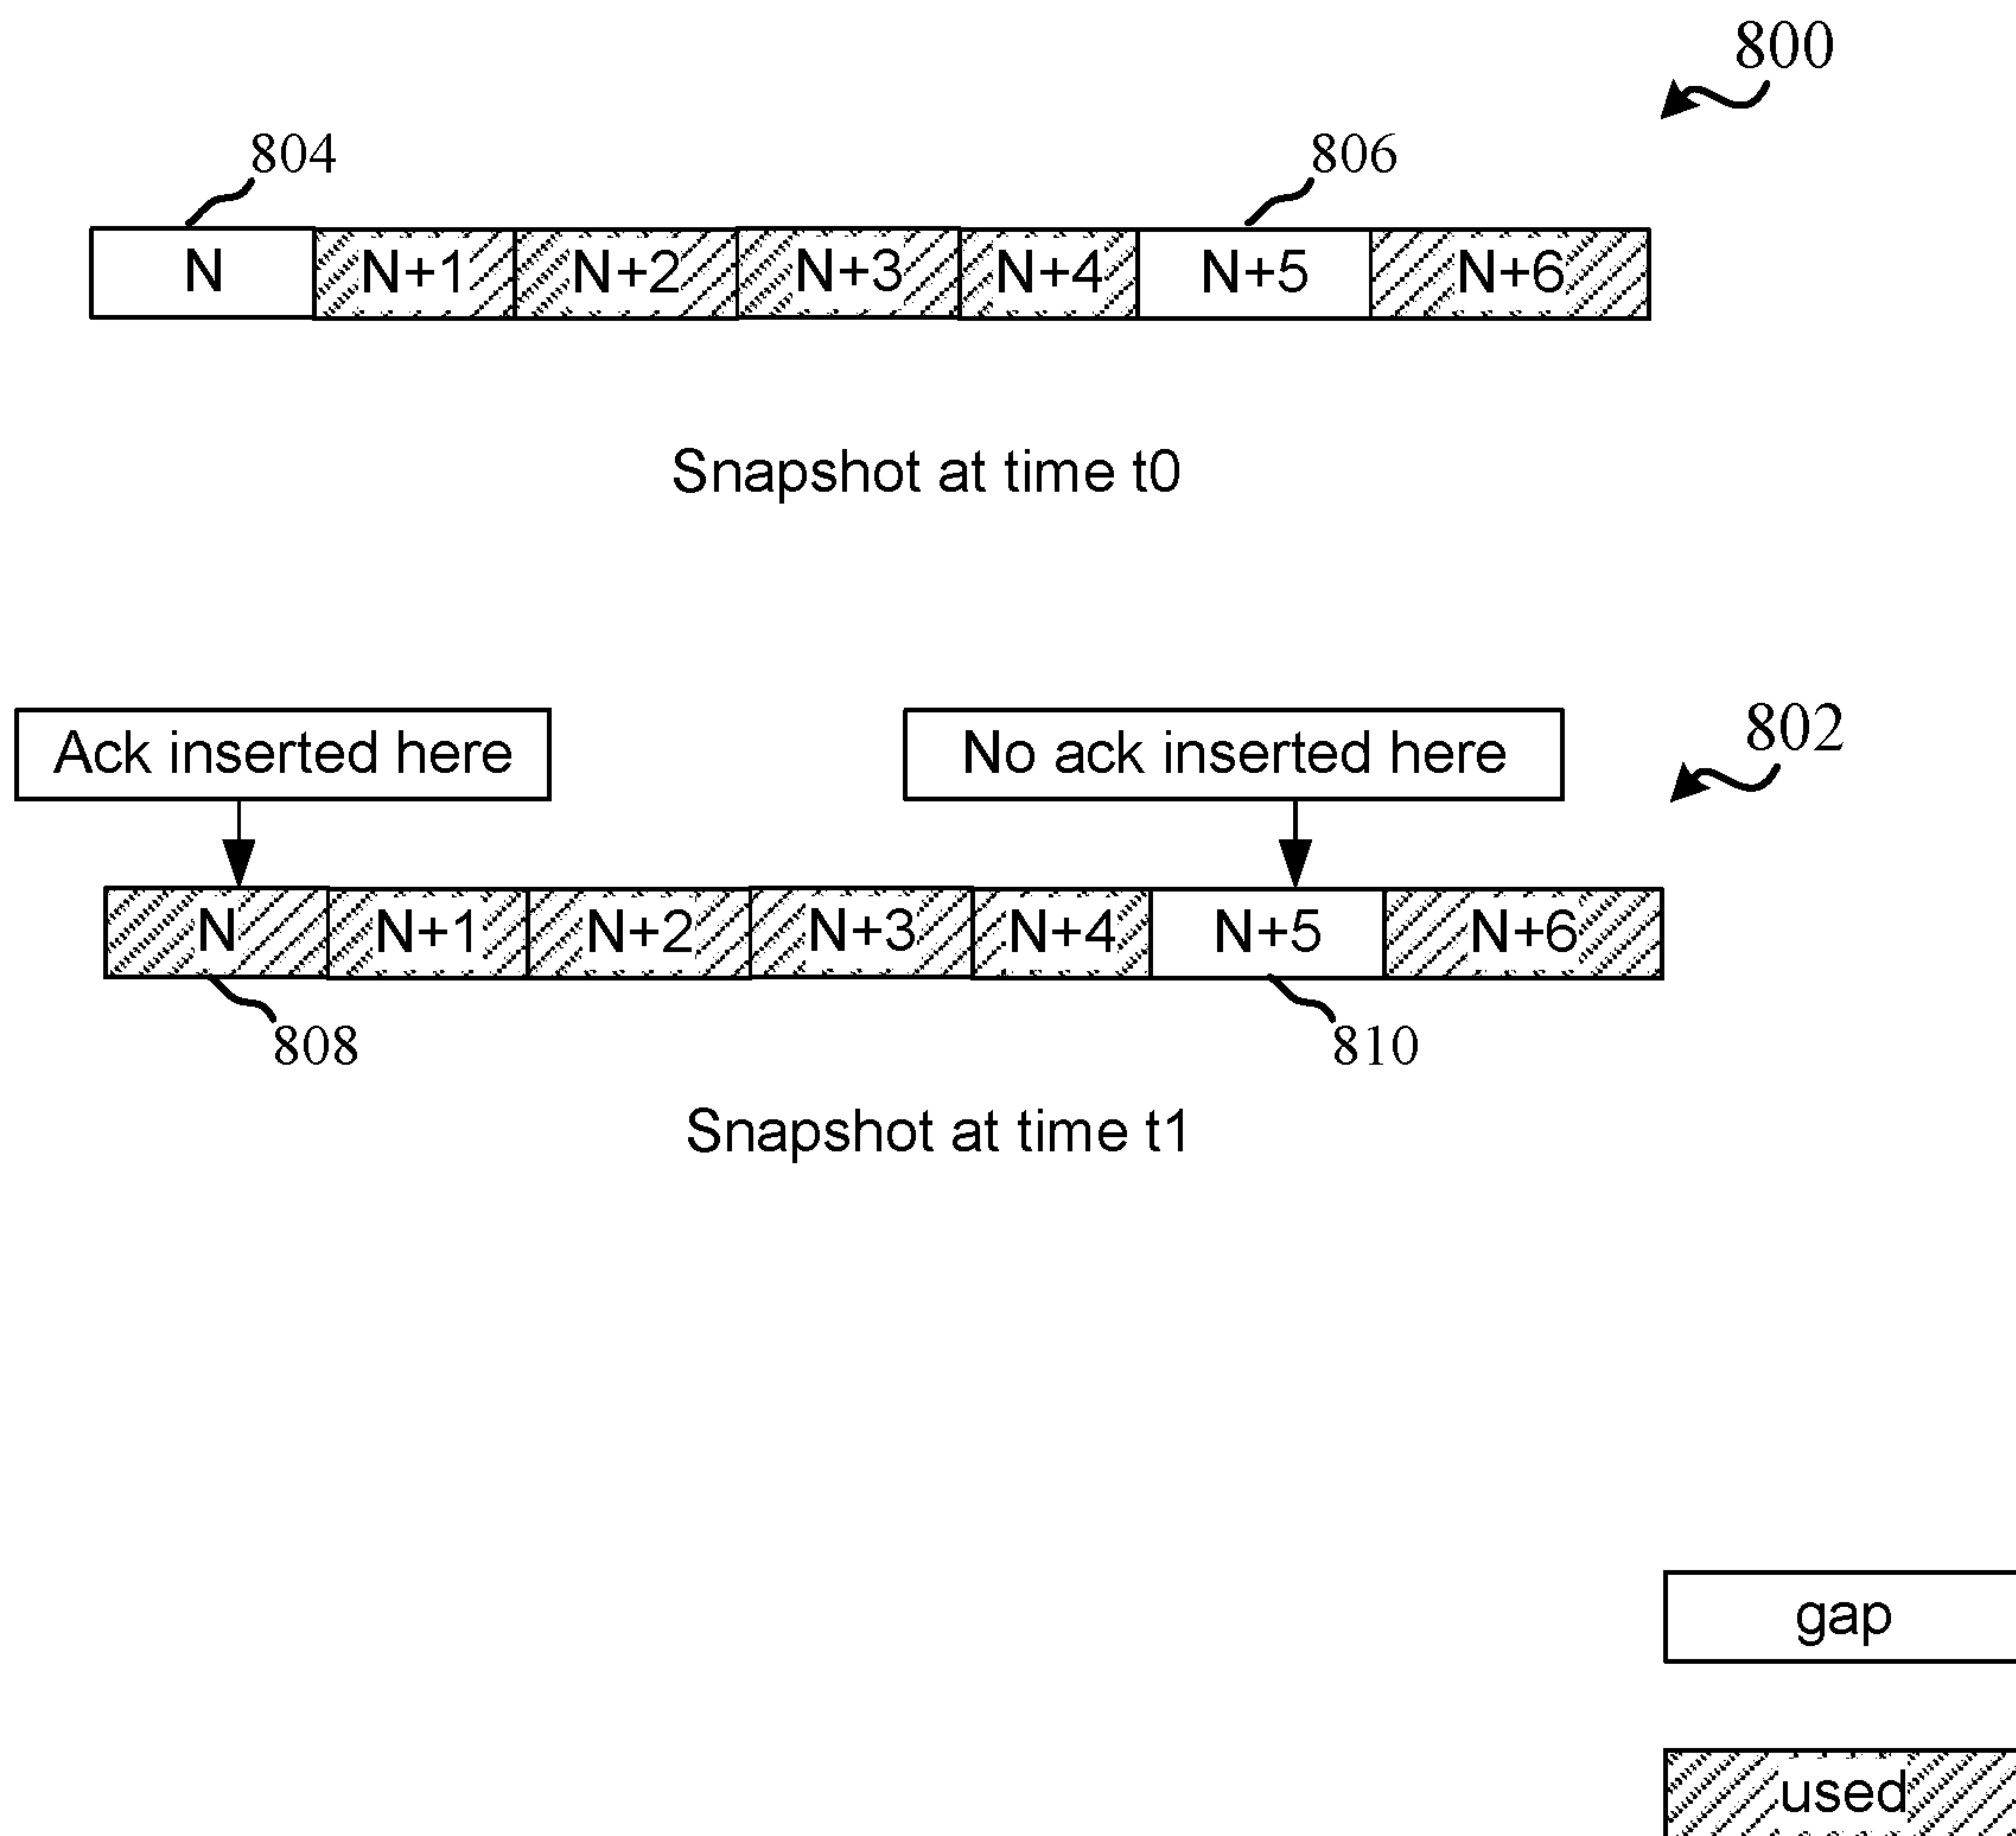 800
804
806
N N+1 N+2 N+3 N+4 N+5 N+6
Snapshot at time t0
Ack inserted here
No ack inserted here
802
N N+1 N+2 N+3 N+4 N+5 N+6
808
810
Snapshot at time t1
gap
used